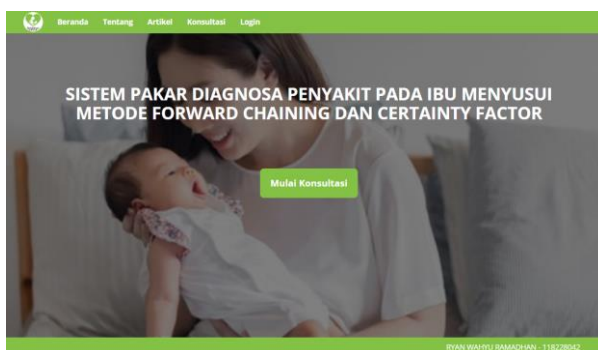 Beranda Tentang Artikel Konsultasi Login
SISTEM PAKAR DIAGNOSA PENYAKIT PADA IBU MENYUSUI
METODE FORWARD CHAINING DAN CERTAINTY FACTOR
Mulai Konsultasi
RYAN WAHYU RAMADHAN - 118228042